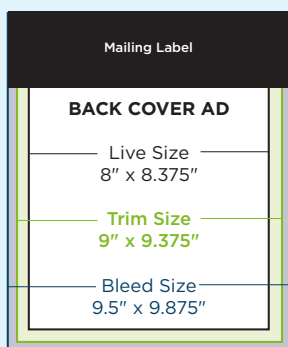 Mailing Label
BACK COVER AD
Live Size
8" x 8.375"
Trim Size
9" x 9.375"
Bleed Size
9.5" x 9.875"